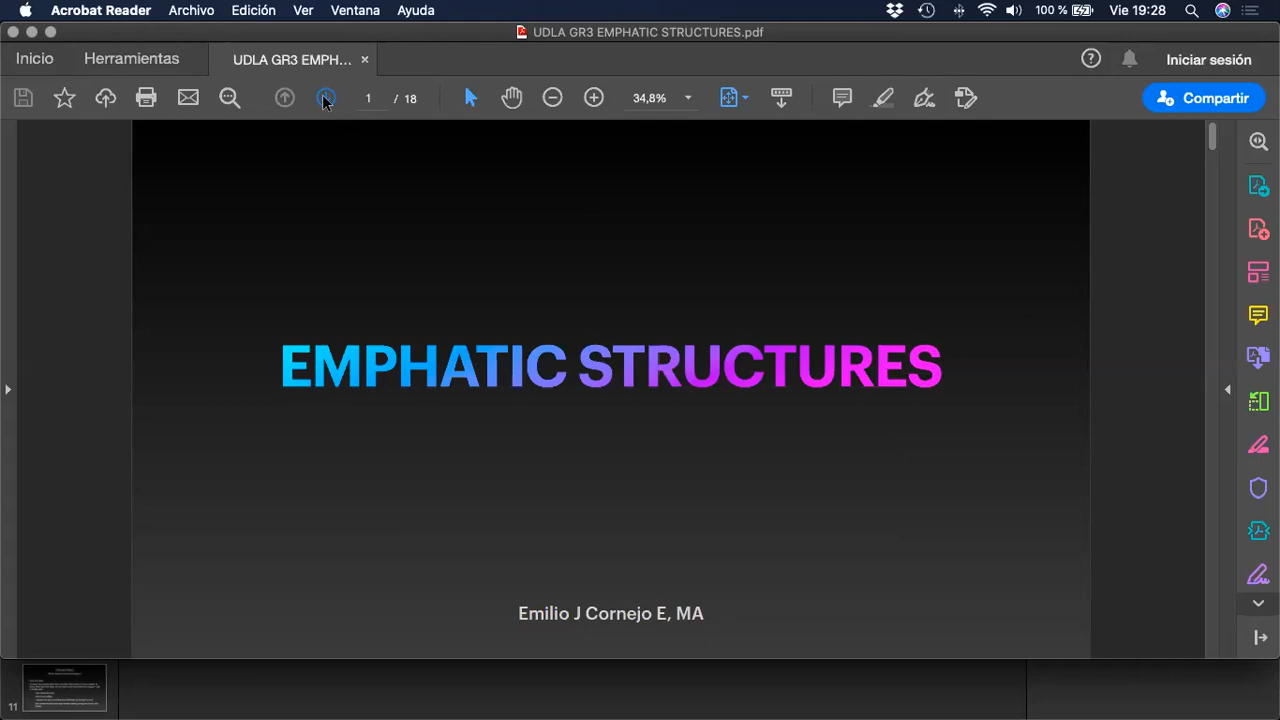 Acrobat Reader Archivo Edición Ver Ventana Ayuda 100 % Vie 19:28
UDLA GR3 EMPHATIC STRUCTURES.pdf
Inicio Herramientas UDLA GR3 EMPH... × Iniciar sesión
1 / 18 34,8% Compartir
EMPHATIC STRUCTURES
Emilio J Cornejo E, MA
11